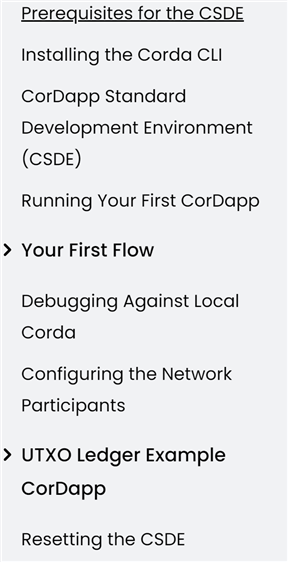 Prerequisites for the CSDE
Installing the Corda CLI
CorDapp Standard
Development Environment
(CSDE)
Running Your First CorDapp
Your First Flow
Debugging Against Local
Corda
Configuring the Network
Participants
UTXO Ledger Example
CorDapp
Resetting the CSDE